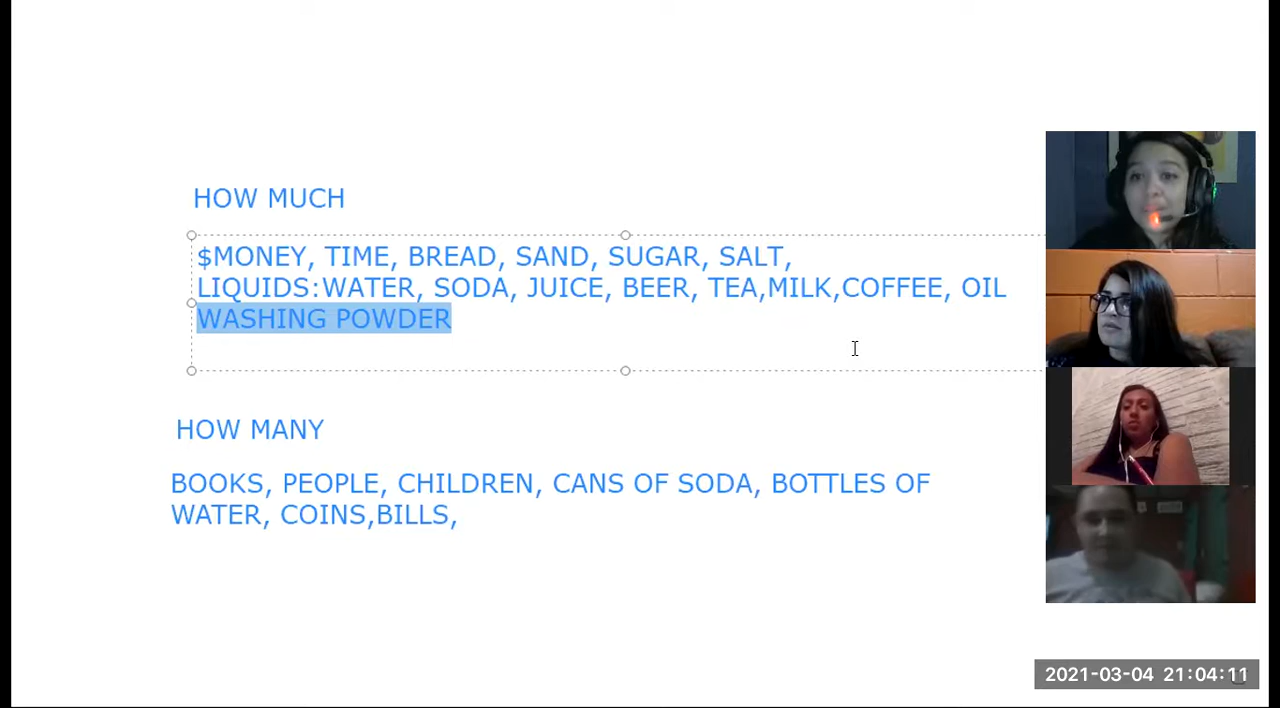 HOW MUCH
$MONEY, TIME, BREAD, SAND, SUGAR, SALT,
LIQUIDS:WATER, SODA, JUICE, BEER, TEA,MILK,COFFEE, OIL
WASHING POWDER
HOW MANY
BOOKS, PEOPLE, CHILDREN, CANS OF SODA, BOTTLES OF
WATER, COINS,BILLS,
2021-03-04 21:04:11